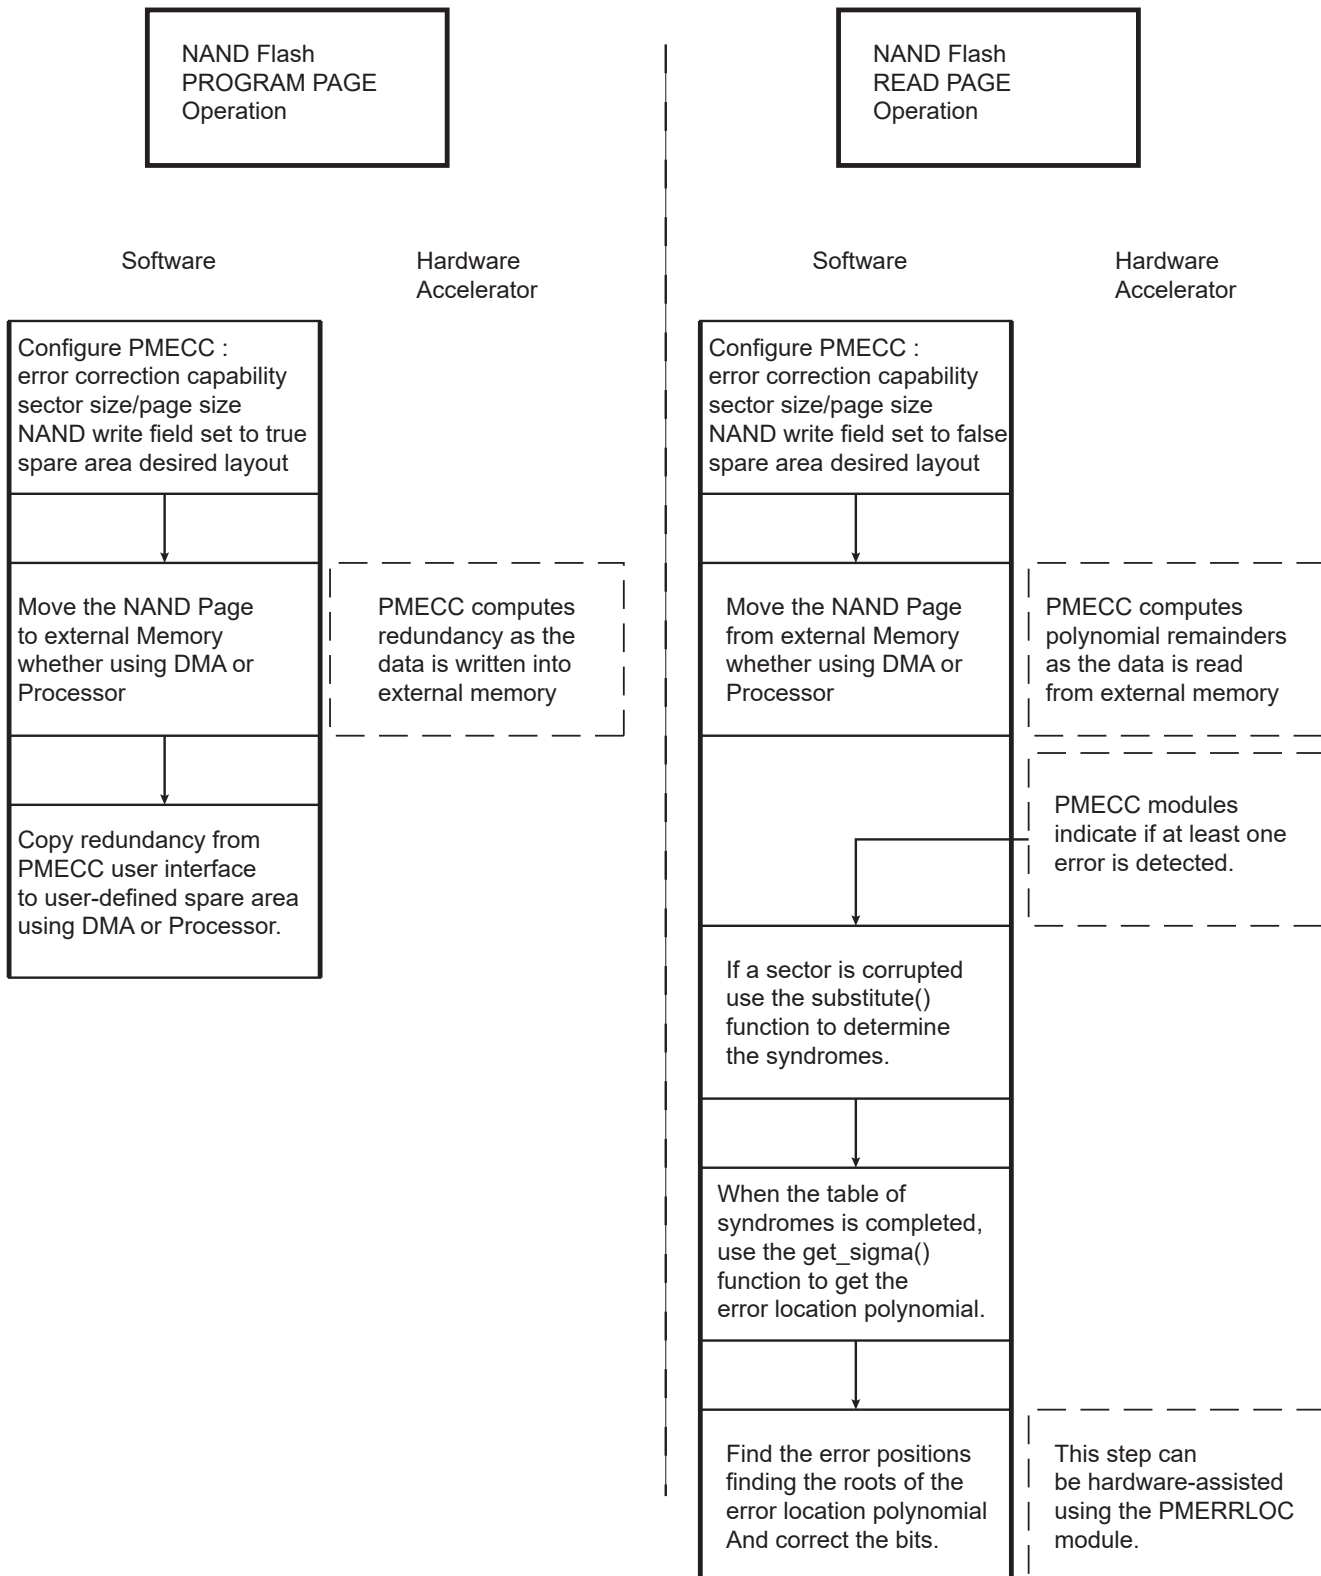 NAND Flash
PROGRAM PAGE
Operation
Software
Hardware
Accelerator
Configure PMECC :
error correction capability
sector size/page size
NAND write field set to true
spare area desired layout
Move the NAND Page
to external Memory
whether using DMA or
Processor
PMECC computes
redundancy as the
data is written into
external memory
Copy redundancy from
PMECC user interface
to user-defined spare area
using DMA or Processor.
NAND Flash
READ PAGE
Operation
Software
Hardware
Accelerator
Configure PMECC :
error correction capability
sector size/page size
NAND write field set to false
spare area desired layout
Move the NAND Page
from external Memory
whether using DMA or
Processor
PMECC computes
polynomial remainders
as the data is read
from external memory
PMECC modules
indicate if at least one
error is detected.
If a sector is corrupted
use the substitute()
function to determine
the syndromes.
When the table of
syndromes is completed,
use the get_sigma()
function to get the
error location polynomial.
Find the error positions
finding the roots of the
error location polynomial
And correct the bits.
This step can
be hardware-assisted
using the PMERRLOC
module.